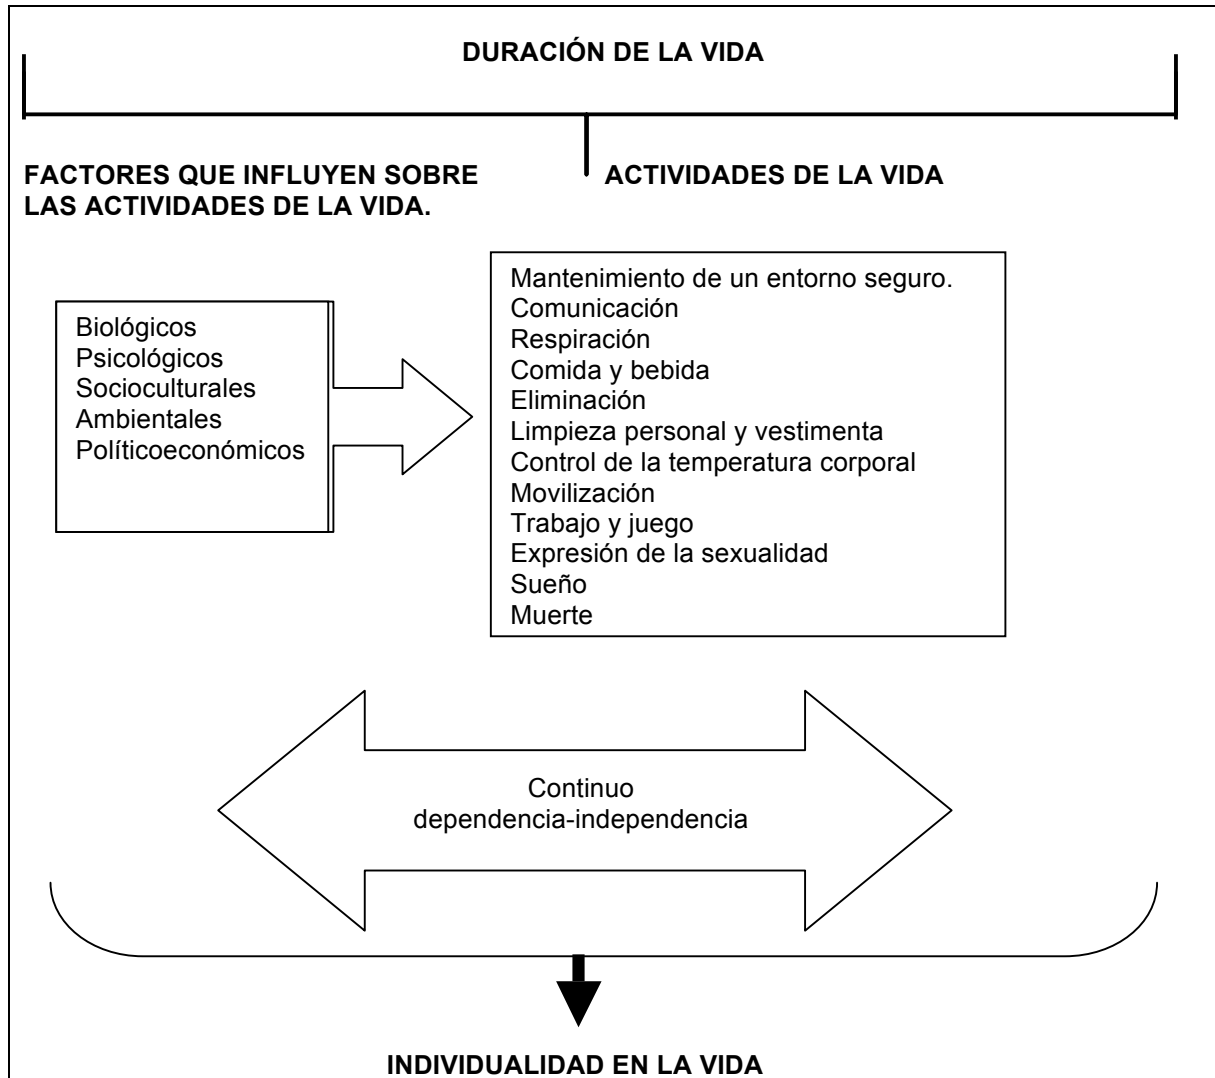 DURACIÓN DE LA VIDA
FACTORES QUE INFLUYEN SOBRE
LAS ACTIVIDADES DE LA VIDA.
ACTIVIDADES DE LA VIDA
Biológicos
Psicológicos
Socioculturales
Ambientales
Políticoeconómicos
Mantenimiento de un entorno seguro.
Comunicación
Respiración
Comida y bebida
Eliminación
Limpieza personal y vestimenta
Control de la temperatura corporal
Movilización
Trabajo y juego
Expresión de la sexualidad
Sueño
Muerte
Continuo
dependencia-independencia
INDIVIDUALIDAD EN LA VIDA